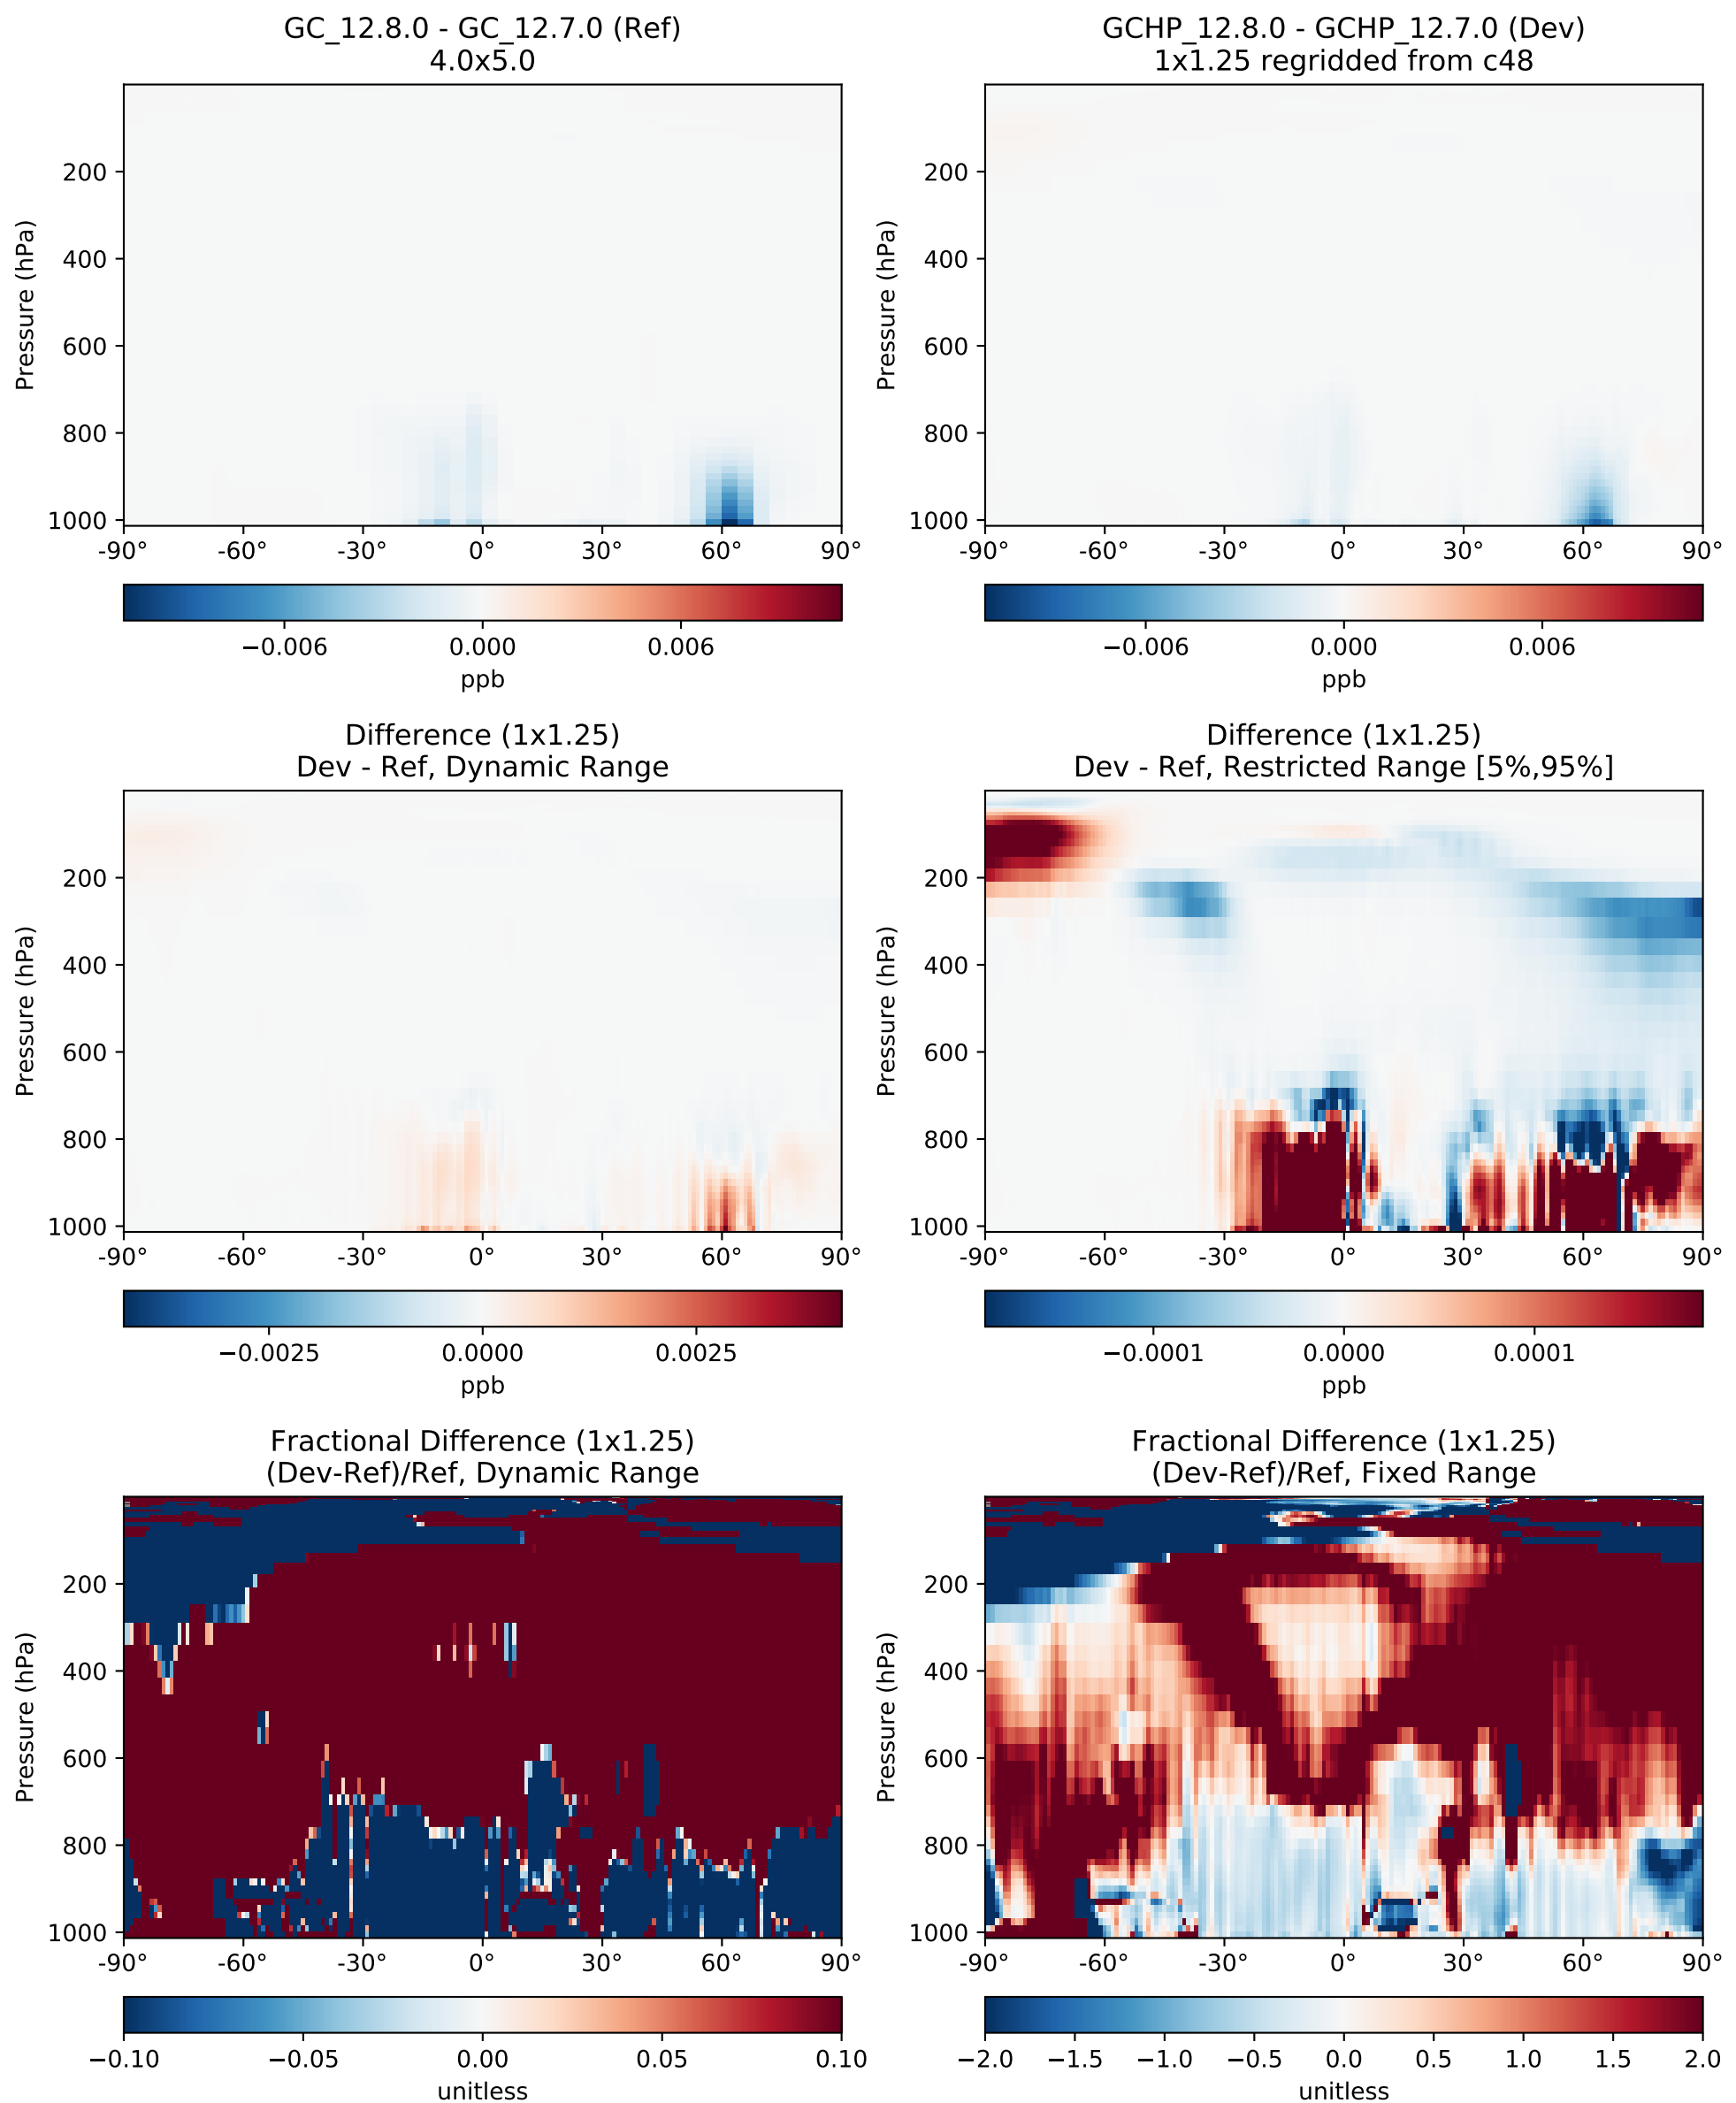 GC_12.8.0 - GC_12.7.0 (Ref)
4.0x5.0
Pressure (hPa)
200
400
600
800
1000
-90° -60° -30° 0° 30° 60° 90°
−0.006 0.000 0.006
ppb
GCHP_12.8.0 - GCHP_12.7.0 (Dev)
1x1.25 regridded from c48
Pressure (hPa)
200
400
600
800
1000
-90° -60° -30° 0° 30° 60° 90°
−0.006 0.000 0.006
ppb
Difference (1x1.25)
Dev - Ref, Dynamic Range
Pressure (hPa)
200
400
600
800
1000
-90° -60° -30° 0° 30° 60° 90°
−0.0025 0.0000 0.0025
ppb
Difference (1x1.25)
Dev - Ref, Restricted Range [5%,95%]
Pressure (hPa)
200
400
600
800
1000
-90° -60° -30° 0° 30° 60° 90°
−0.0001 0.0000 0.0001
ppb
Fractional Difference (1x1.25)
(Dev-Ref)/Ref, Dynamic Range
Pressure (hPa)
200
400
600
800
1000
-90° -60° -30° 0° 30° 60° 90°
−0.10 −0.05 0.00 0.05 0.10
unitless
Fractional Difference (1x1.25)
(Dev-Ref)/Ref, Fixed Range
Pressure (hPa)
200
400
600
800
1000
-90° -60° -30° 0° 30° 60° 90°
−2.0 −1.5 −1.0 −0.5 0.0 0.5 1.0 1.5 2.0
unitless